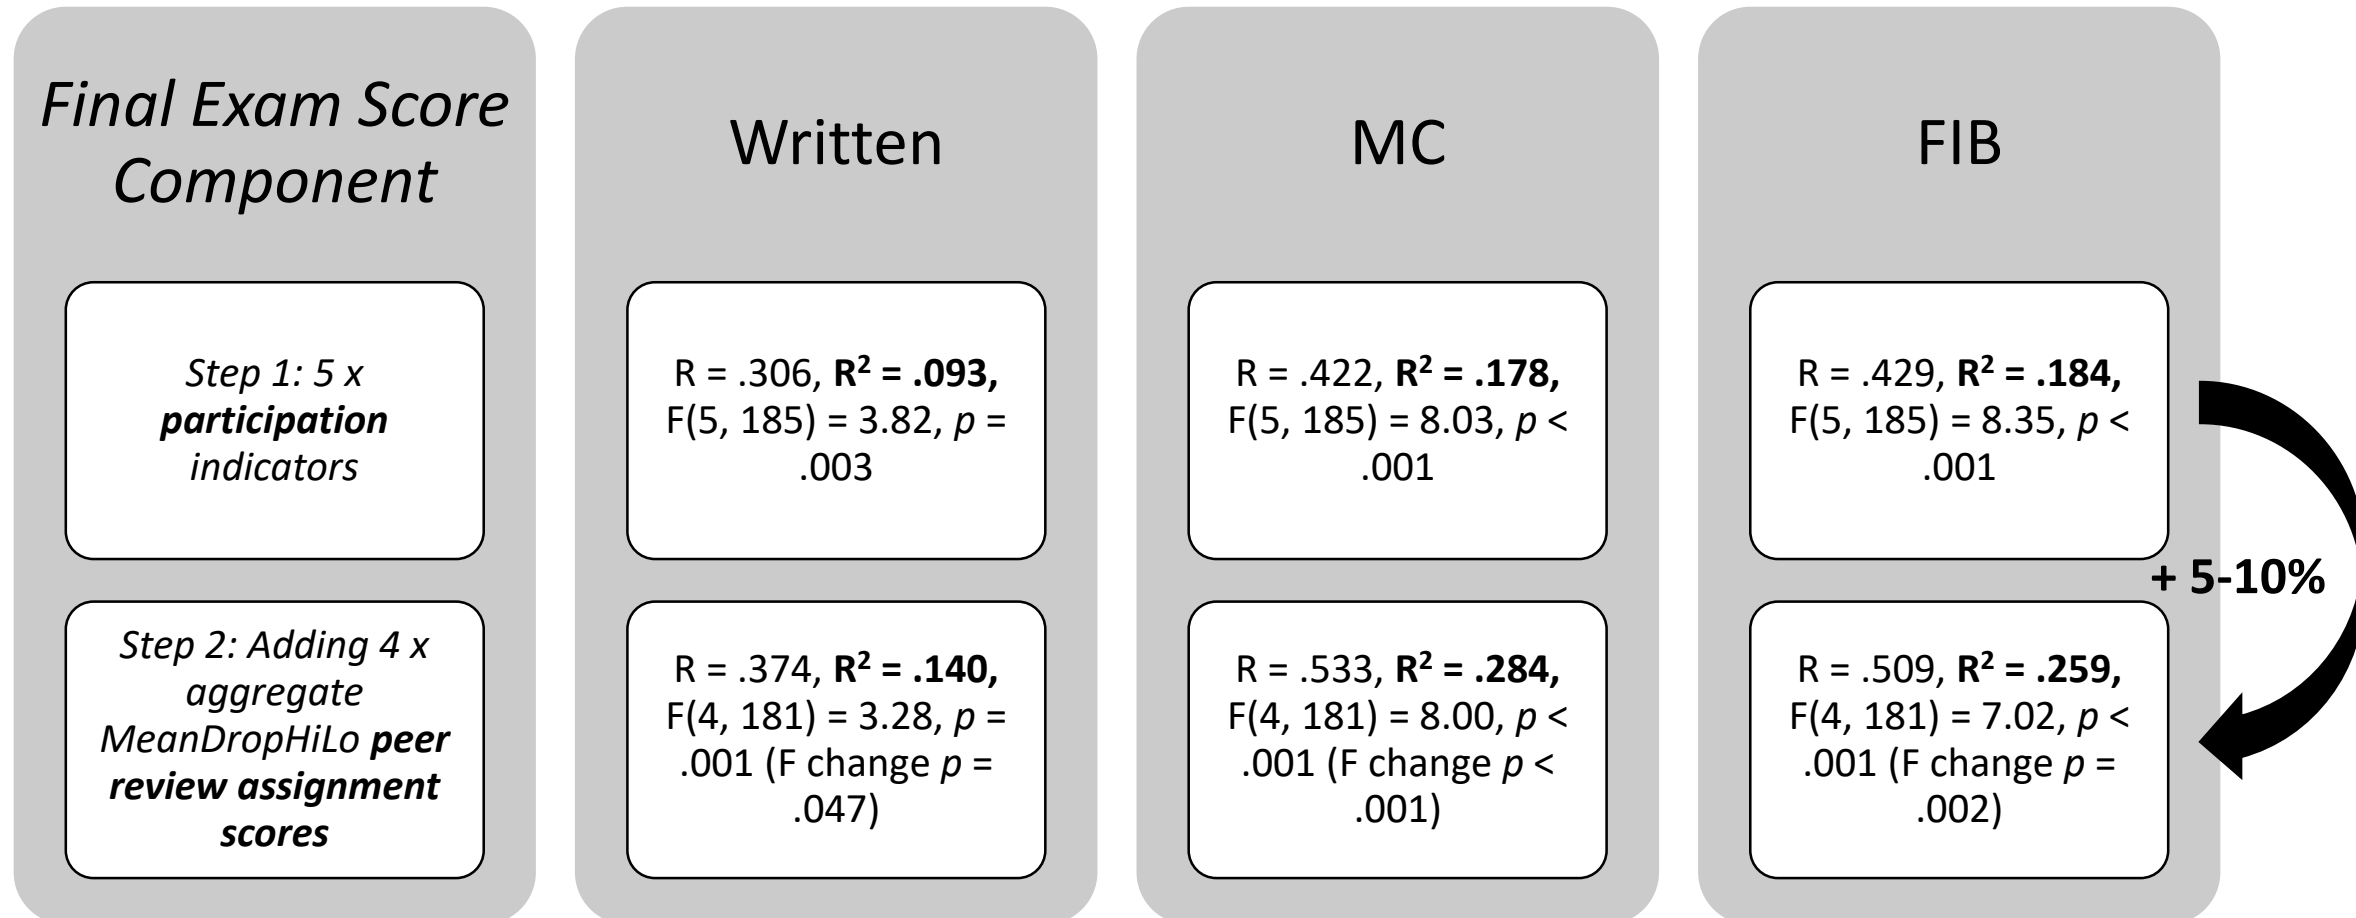 Final Exam Score
Component
Step 1: 5 x
participation
indicators
Step 2: Adding 4 x
aggregate
MeanDropHiLo peer
review assignment
scores
Written
R = .306, R² = .093,
F(5, 185) = 3.82, p =
.003
R = .374, R² = .140,
F(4, 181) = 3.28, p =
.001 (F change p =
.047)
MC
R = .422, R² = .178,
F(5, 185) = 8.03, p <
.001
R = .533, R² = .284,
F(4, 181) = 8.00, p <
.001 (F change p <
.001)
FIB
R = .429, R² = .184,
F(5, 185) = 8.35, p <
.001
R = .509, R² = .259,
F(4, 181) = 7.02, p <
.001 (F change p =
.002)
+ 5-10%